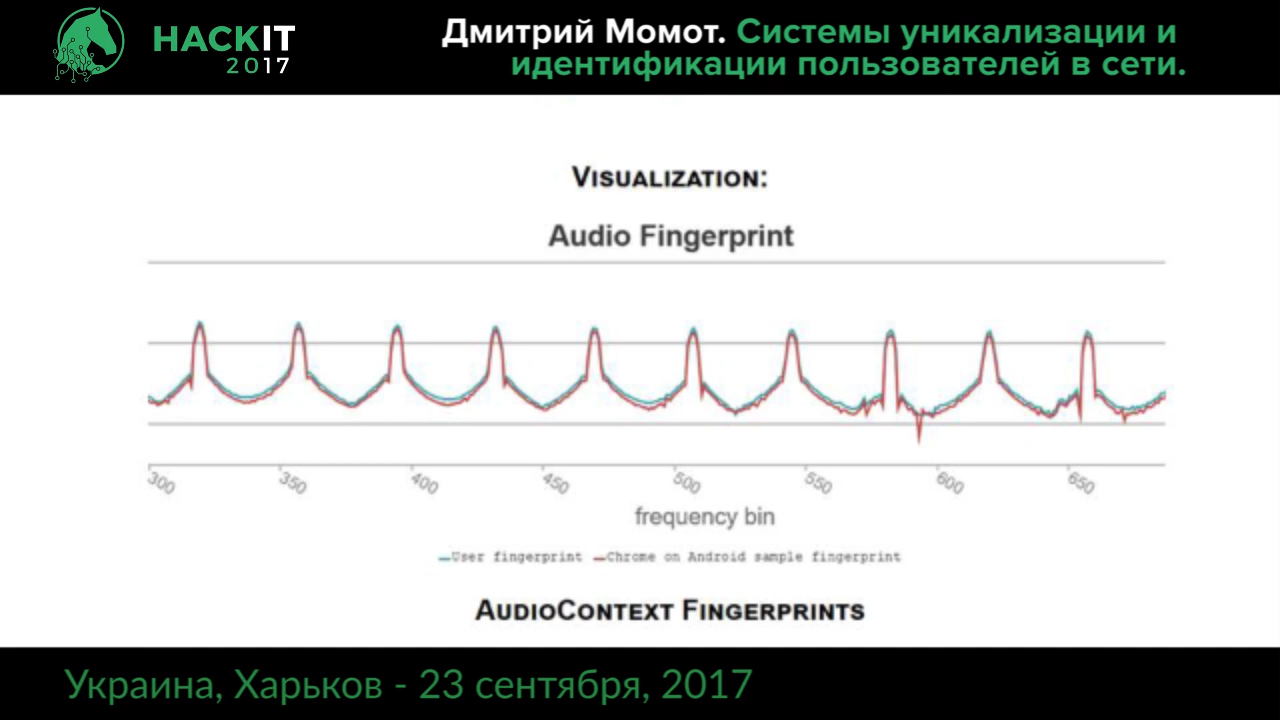 HACKIT
2017
Дмитрий Момот. Системы уникализации и
идентификации пользователей в сети.
VISUALIZATION:
Audio Fingerprint
300 350 400 450 500 550 600 650
frequency bin
User fingerprint Chrome on Android sample fingerprint
AUDIOCONTEXT FINGERPRINTS
Украина, Харьков - 23 сентября, 2017